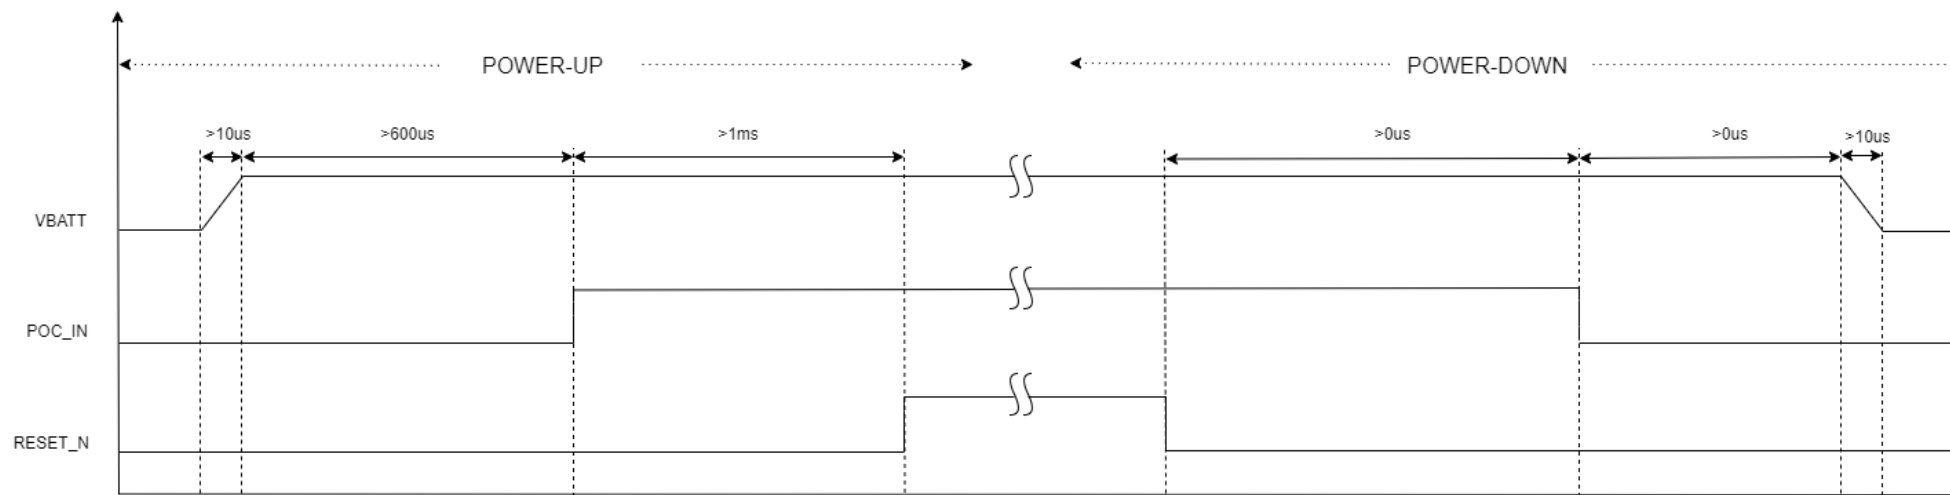 POWER-UP
POWER-DOWN
>10us
>600us
>1ms
>0us
>0us
>10us
VBATT
POC_IN
RESET_N